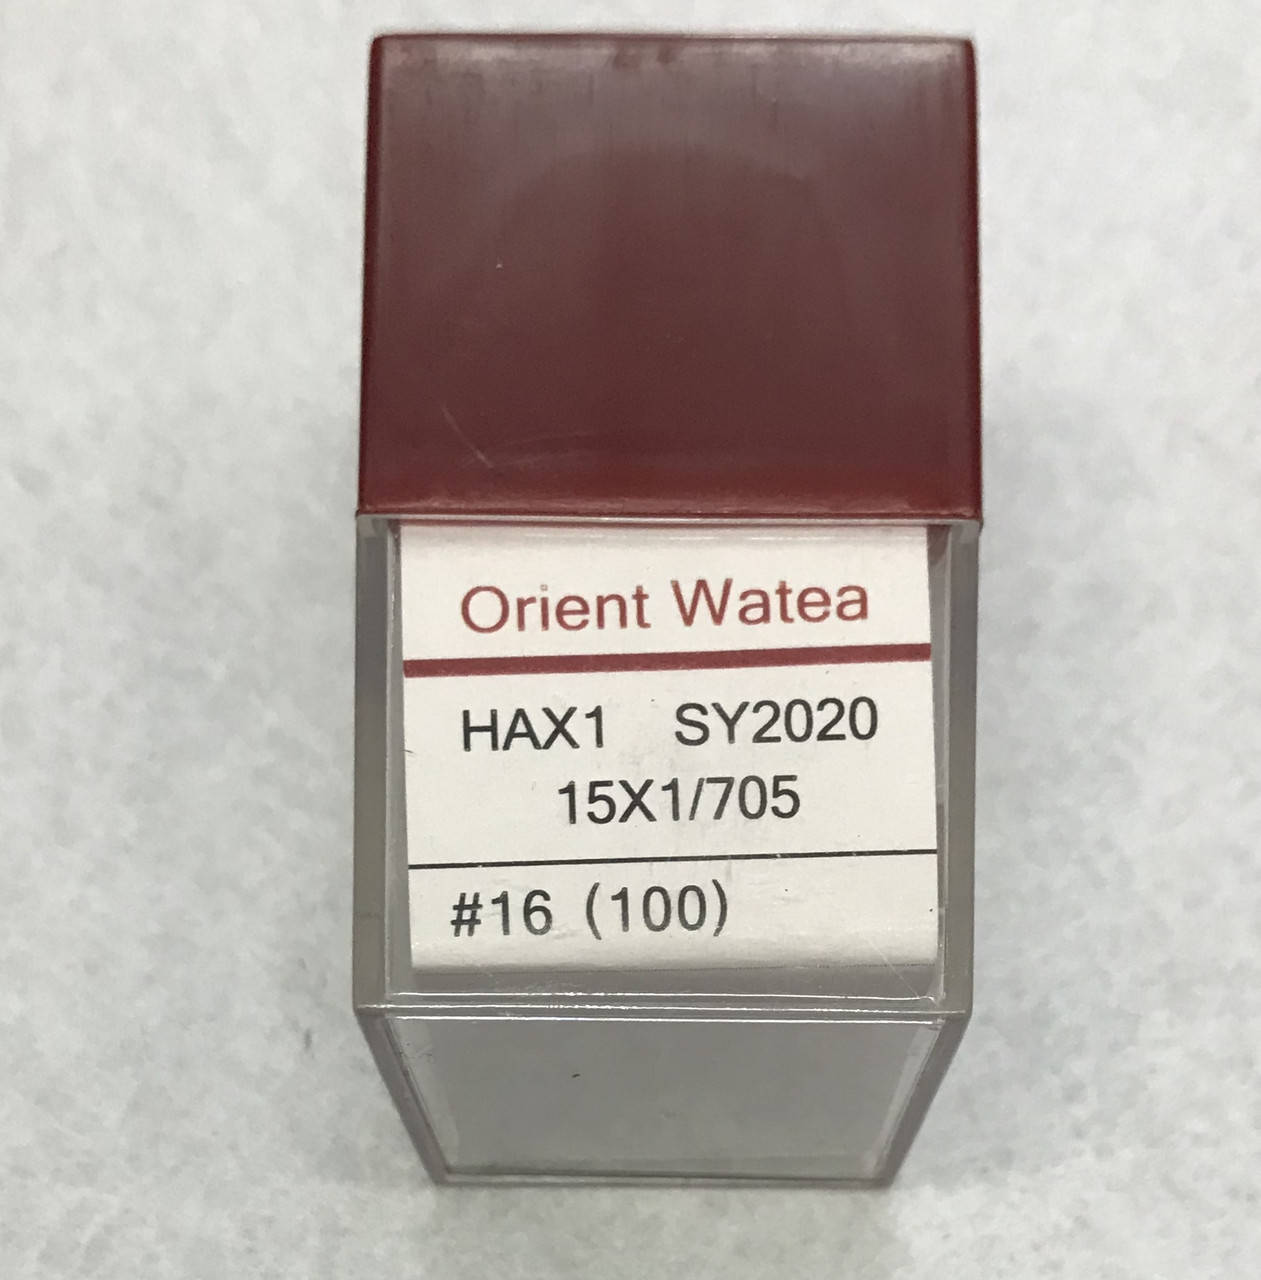 Orient Watea
HAX1 SY2020
15X1/705
#16 (100)